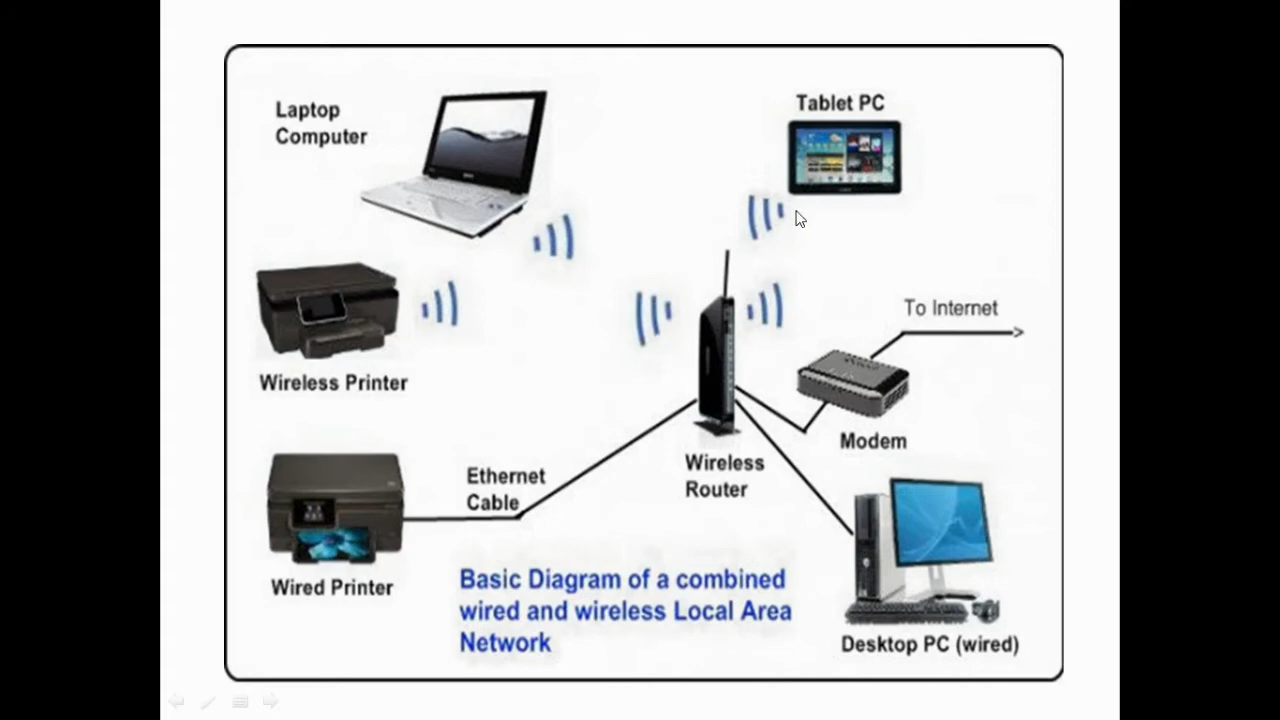 Laptop
Computer
Tablet PC
To Internet
Wireless Printer
Modem
Wireless
Router
Ethernet
Cable
Wired Printer
Basic Diagram of a combined
wired and wireless Local Area
Network
Desktop PC (wired)